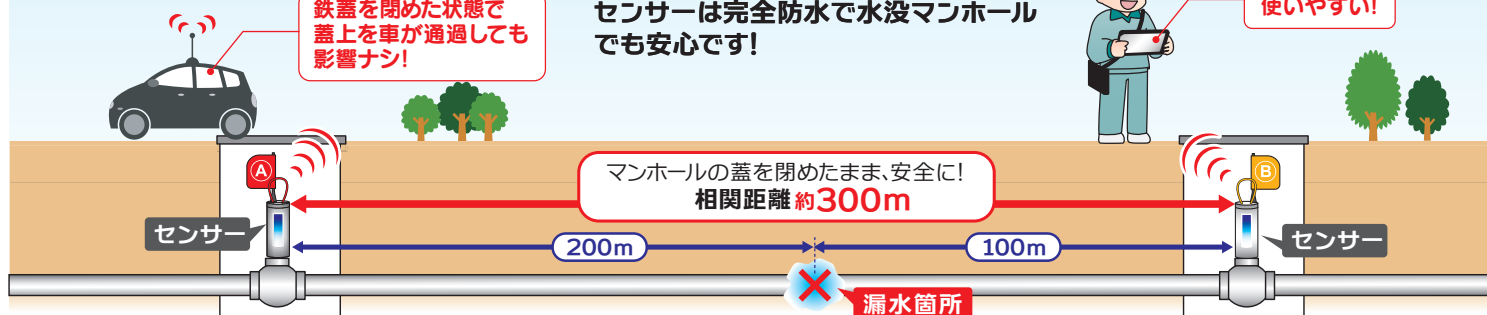 鉄蓋を閉めた状態で
蓋上を車が通過しても
影響ナシ!
センサーは完全防水で水没マンホール
でも安心です!
使いやすい!
A
B
マンホールの蓋を閉めたまま、安全に!
相関距離 約300m
センサー
センサー
200m
100m
漏水箇所